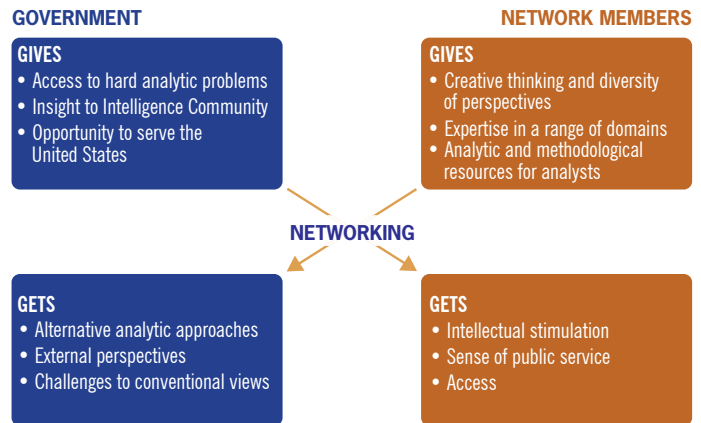 GOVERNMENT
NETWORK MEMBERS
GIVES
• Access to hard analytic problems
• Insight to Intelligence Community
• Opportunity to serve the
United States
GIVES
• Creative thinking and diversity
of perspectives
• Expertise in a range of domains
• Analytic and methodological
resources for analysts
NETWORKING
GETS
• Alternative analytic approaches
• External perspectives
• Challenges to conventional views
GETS
• Intellectual stimulation
• Sense of public service
• Access